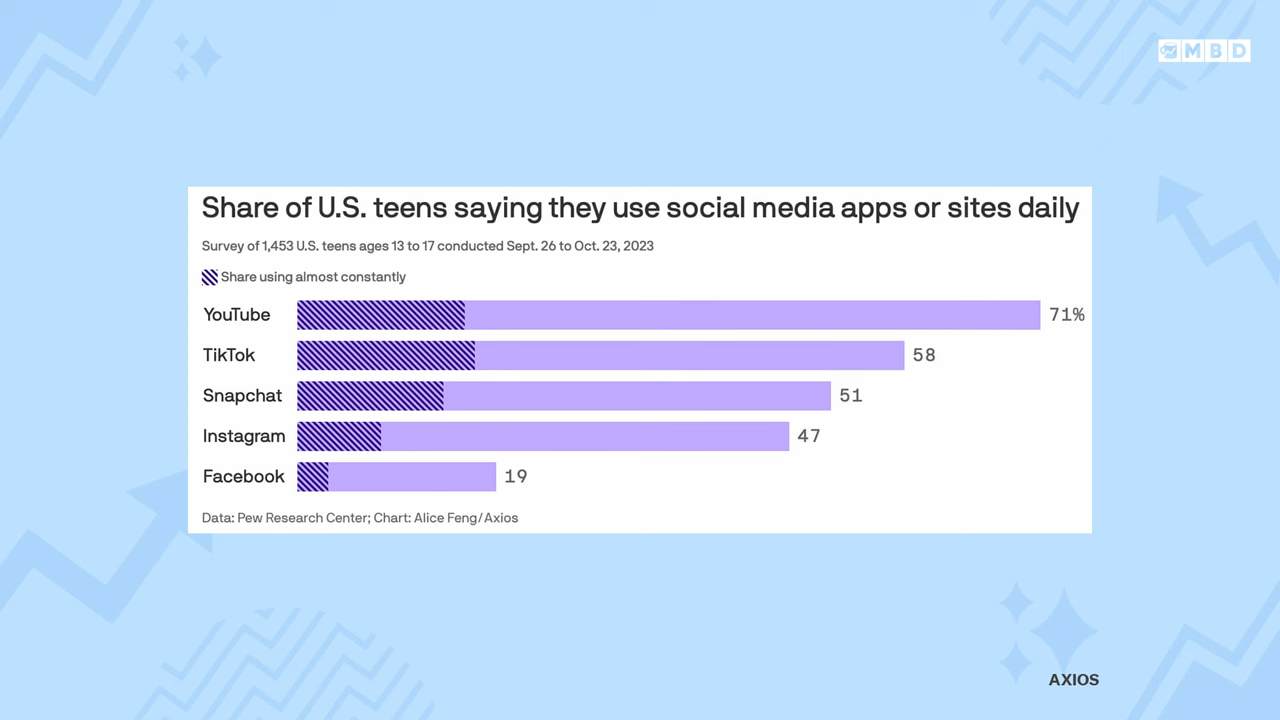 MBD
Share of U.S. teens saying they use social media apps or sites daily
Survey of 1,453 U.S. teens ages 13 to 17 conducted Sept. 26 to Oct. 23, 2023
Share using almost constantly
YouTube 71%
TikTok 58
Snapchat 51
Instagram 47
Facebook 19
Data: Pew Research Center; Chart: Alice Feng/Axios
AXIOS